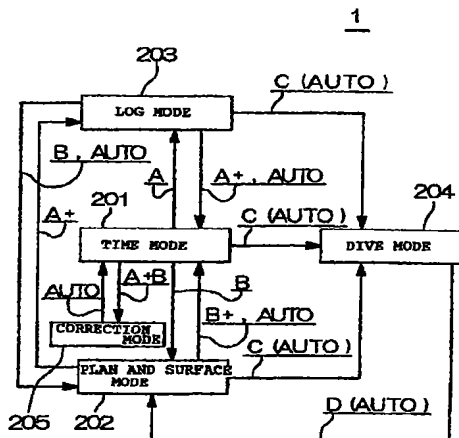 1
203
C (AUTO)
LOG MODE
B, AUTO
A
A+, AUTO
A+
201
C (AUTO)
204
TIME MODE
DIVE MODE
AUTO
A+B
B
B+, AUTO
CORRECTION MODE
C (AUTO)
PLAN AND SURFACE
MODE
205
202
D (AUTO)